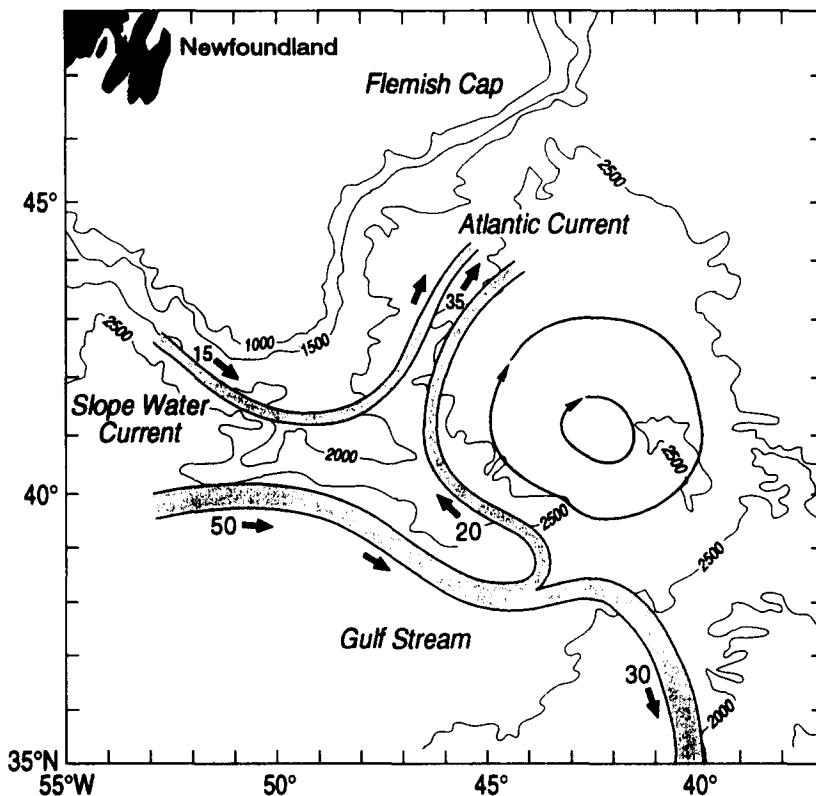 Newfoundland
Flemish Cap
2500
45°
Atlantic Current
35
1000
1500
2500
15
Slope Water
Current
2000
2500
40°
50
20
2500
2500
Gulf Stream
30
2000
35°N
55°W
50°
45°
40°